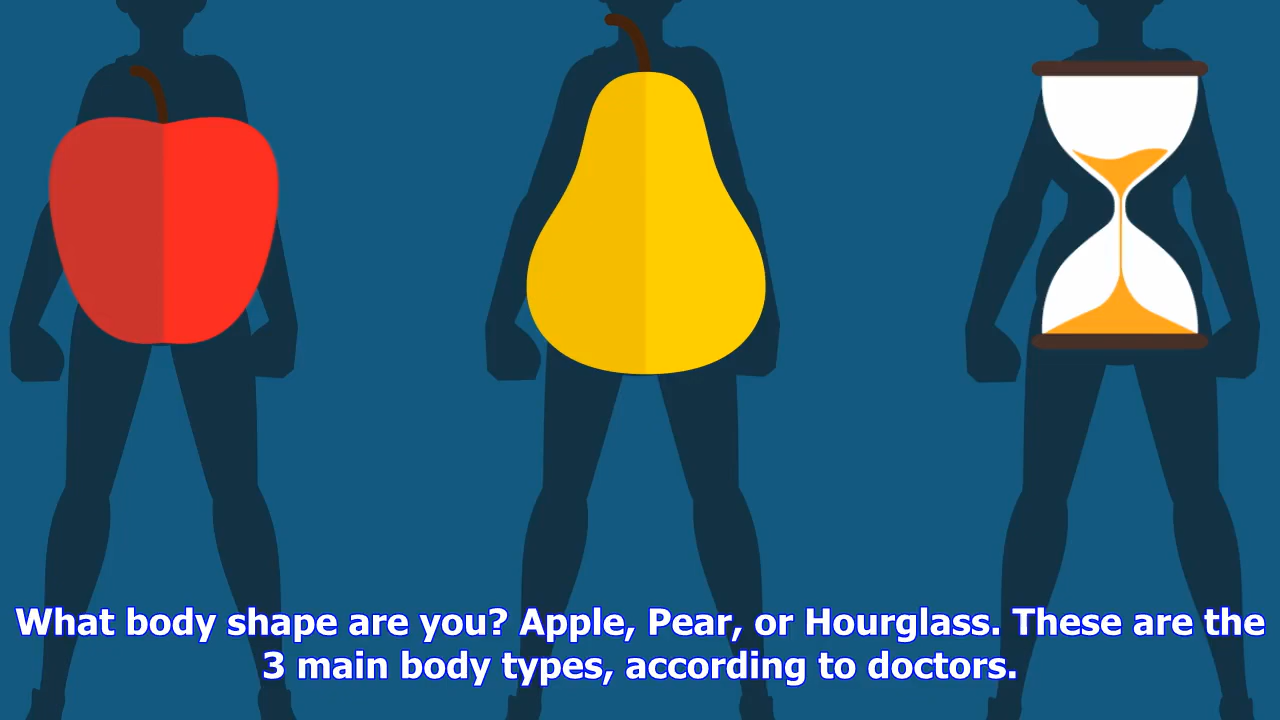 What body shape are you? Apple, Pear, or Hourglass. These are the
3 main body types, according to doctors.